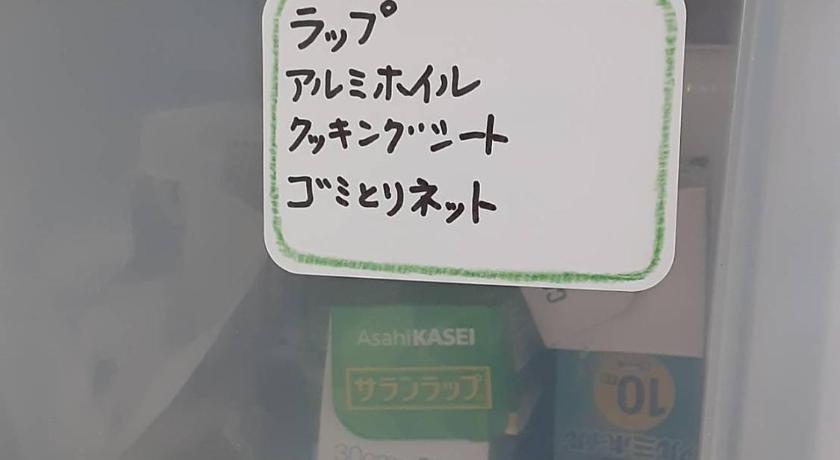 ラップ
アルミホイル
クッキングシート
ゴミとりネット
AsahiKASEI
サランラップ
10